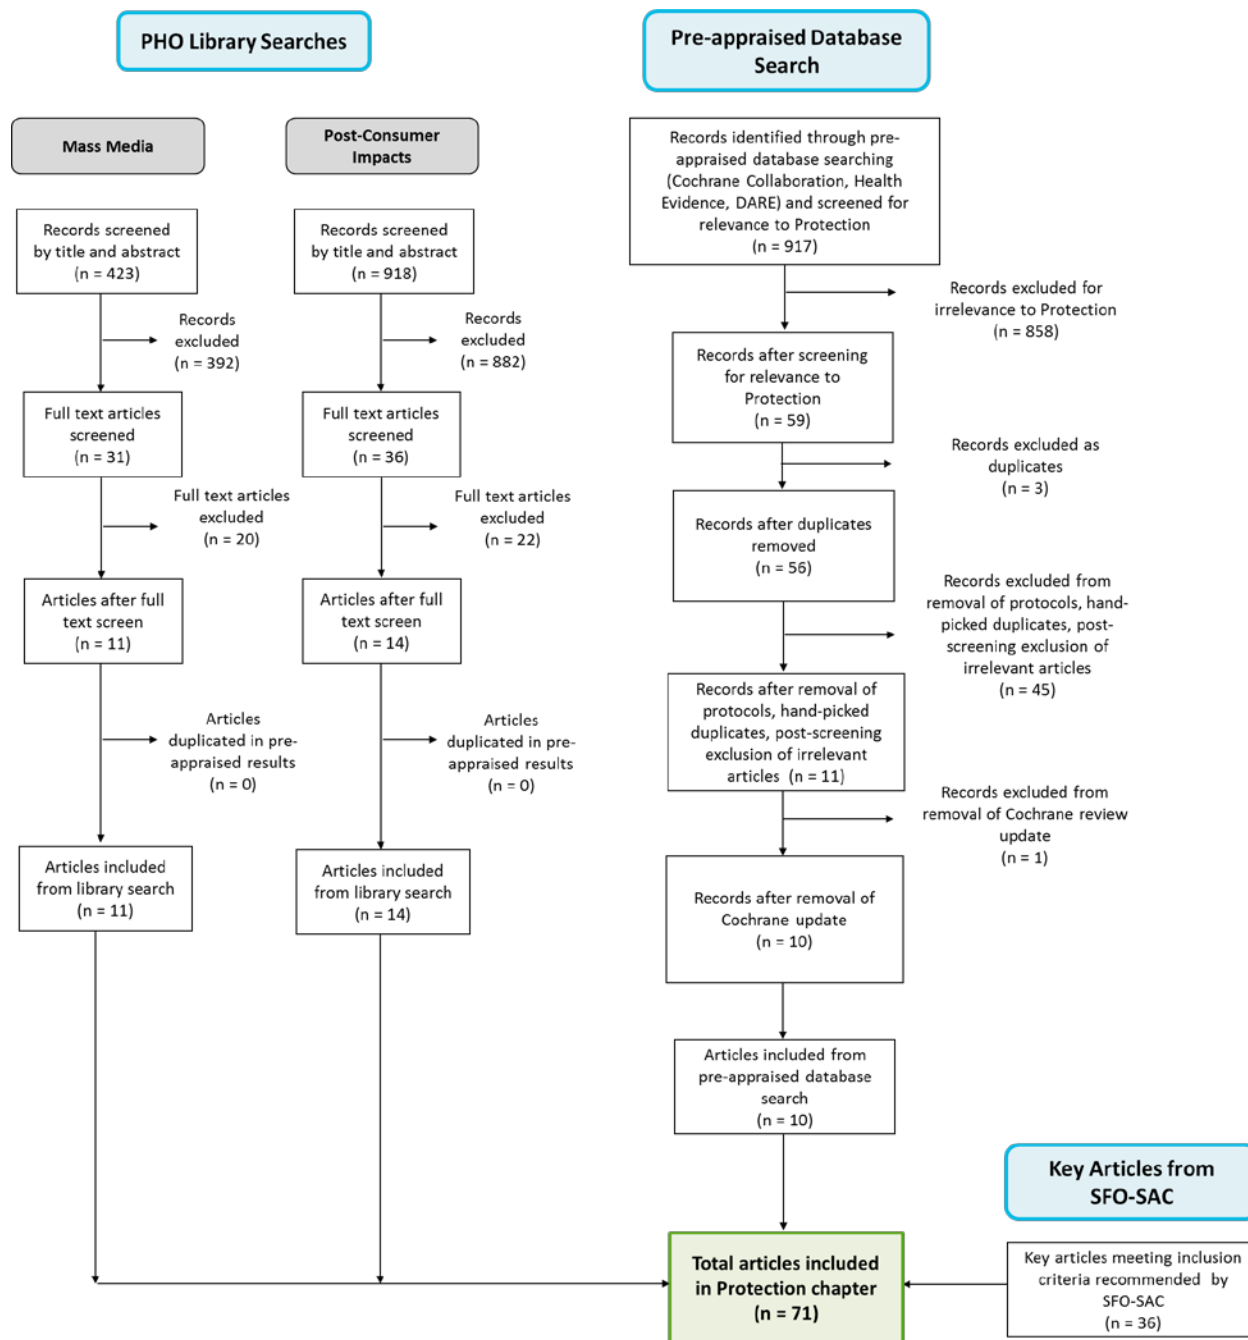 PHO Library Searches
Mass Media
Records screened
by title and abstract
(n = 423)
Records
excluded
(n = 392)
Full text articles
screened
(n = 31)
Full text articles
excluded
(n = 20)
Articles after full
text screen
(n = 11)
Articles
duplicated in pre-
appraised results
(n = 0)
Articles included
from library search
(n = 11)
Post-Consumer
Impacts
Records screened
by title and abstract
(n = 918)
Records
excluded
(n = 882)
Full text articles
screened
(n = 36)
Full text articles
excluded
(n = 22)
Articles after full
text screen
(n = 14)
Articles
duplicated in pre-
appraised results
(n = 0)
Articles included
from library search
(n = 14)
Pre-appraised Database
Search
Records identified through pre-
appraised database searching
(Cochrane Collaboration, Health
Evidence, DARE) and screened for
relevance to Protection
(n = 917)
Records excluded for
irrelevance to Protection
(n = 858)
Records after screening
for relevance to
Protection
(n = 59)
Records excluded as
duplicates
(n = 3)
Records after duplicates
removed
(n = 56)
Records excluded from
removal of protocols, hand-
picked duplicates, post-
screening exclusion of
irrelevant articles
(n = 45)
Records after removal of
protocols, hand-picked
duplicates, post-screening
exclusion of irrelevant
articles (n = 11)
Records excluded from
removal of Cochrane review
update
(n = 1)
Records after removal of
Cochrane update
(n = 10)
Articles included from
pre-appraised database
search
(n = 10)
Key Articles from
SFO-SAC
Key articles meeting inclusion
criteria recommended by
SFO-SAC
(n = 36)
Total articles included
in Protection chapter
(n = 71)